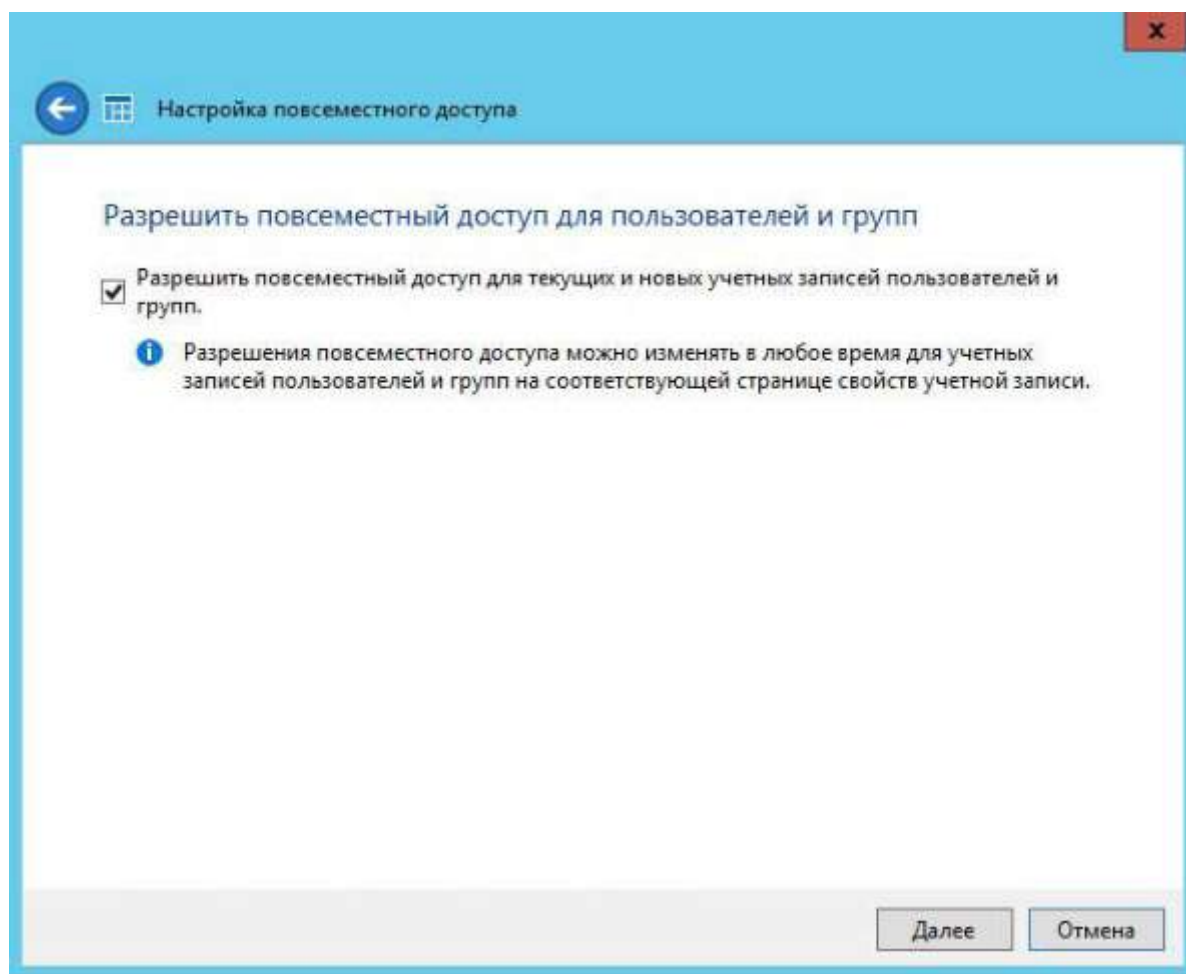 x
Настройка повсеместного доступа
Разрешить повсеместный доступ для пользователей и групп
Разрешить повсеместный доступ для текущих и новых учетных записей пользователей и
групп.
Разрешения повсеместного доступа можно изменять в любое время для учетных
записей пользователей и групп на соответствующей странице свойств учетной записи.
Далее
Отмена